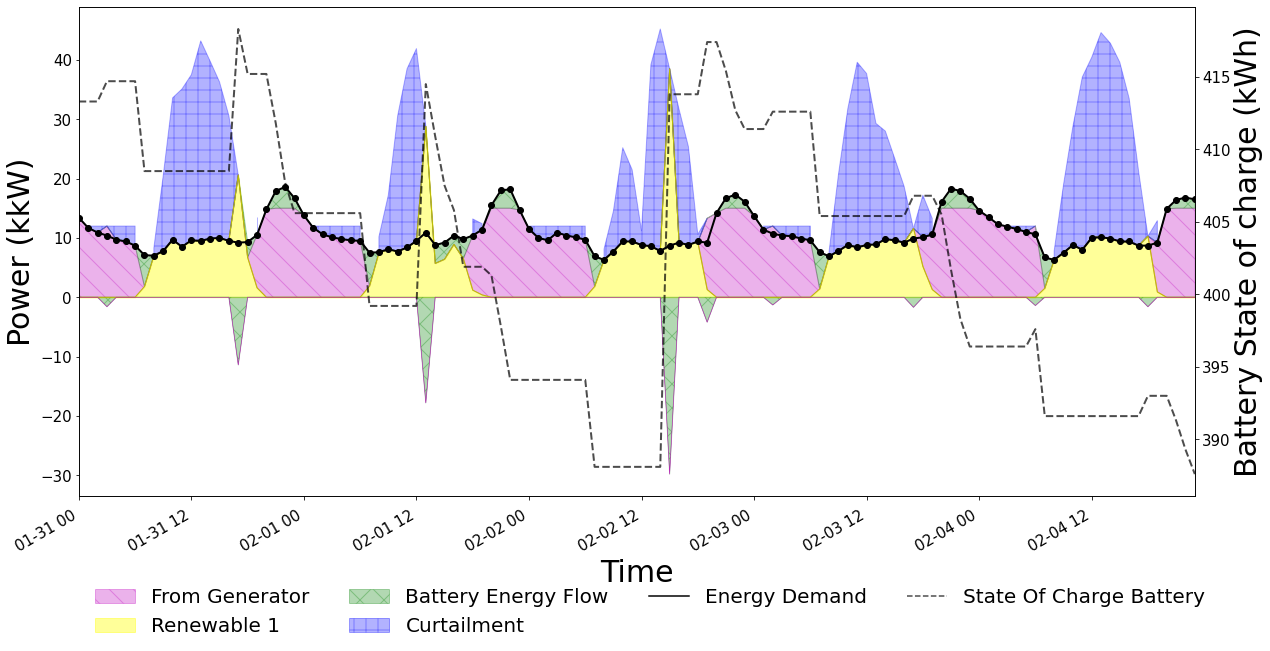 Power (kkW)
40
30
20
10
0
−10
−20
−30
415
410
405
400
395
390
Battery State of charge (kWh)
01-31 00
01-31 12
02-01 00
02-01 12
02-02 00
02-02 12
02-03 00
02-03 12
02-04 00
02-04 12
Time
From Generator
Battery Energy Flow
Energy Demand
State Of Charge Battery
Renewable 1
Curtailment